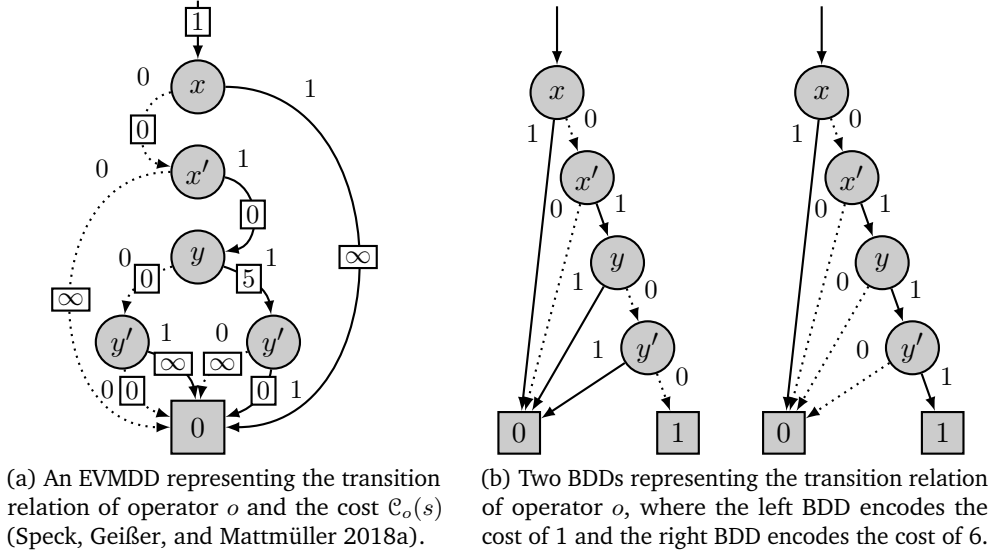 1
0 x 1
0
0 x′ 1
0
0 y 1
0 5
∞ ∞
y′ 1 0 y′
∞ ∞
0 0 0 1
0
(a) An EVMDD representing the transition
relation of operator o and the cost 𝒞ₒ(s)
(Speck, Geißer, and Mattmüller 2018a).
x
1 0
x′
0 1
y
1 0
y′
1 0
0 1
x
1 0
x′
0 1
y
0 1
y′
0 1
0 1
(b) Two BDDs representing the transition relation
of operator o, where the left BDD encodes the
cost of 1 and the right BDD encodes the cost of 6.